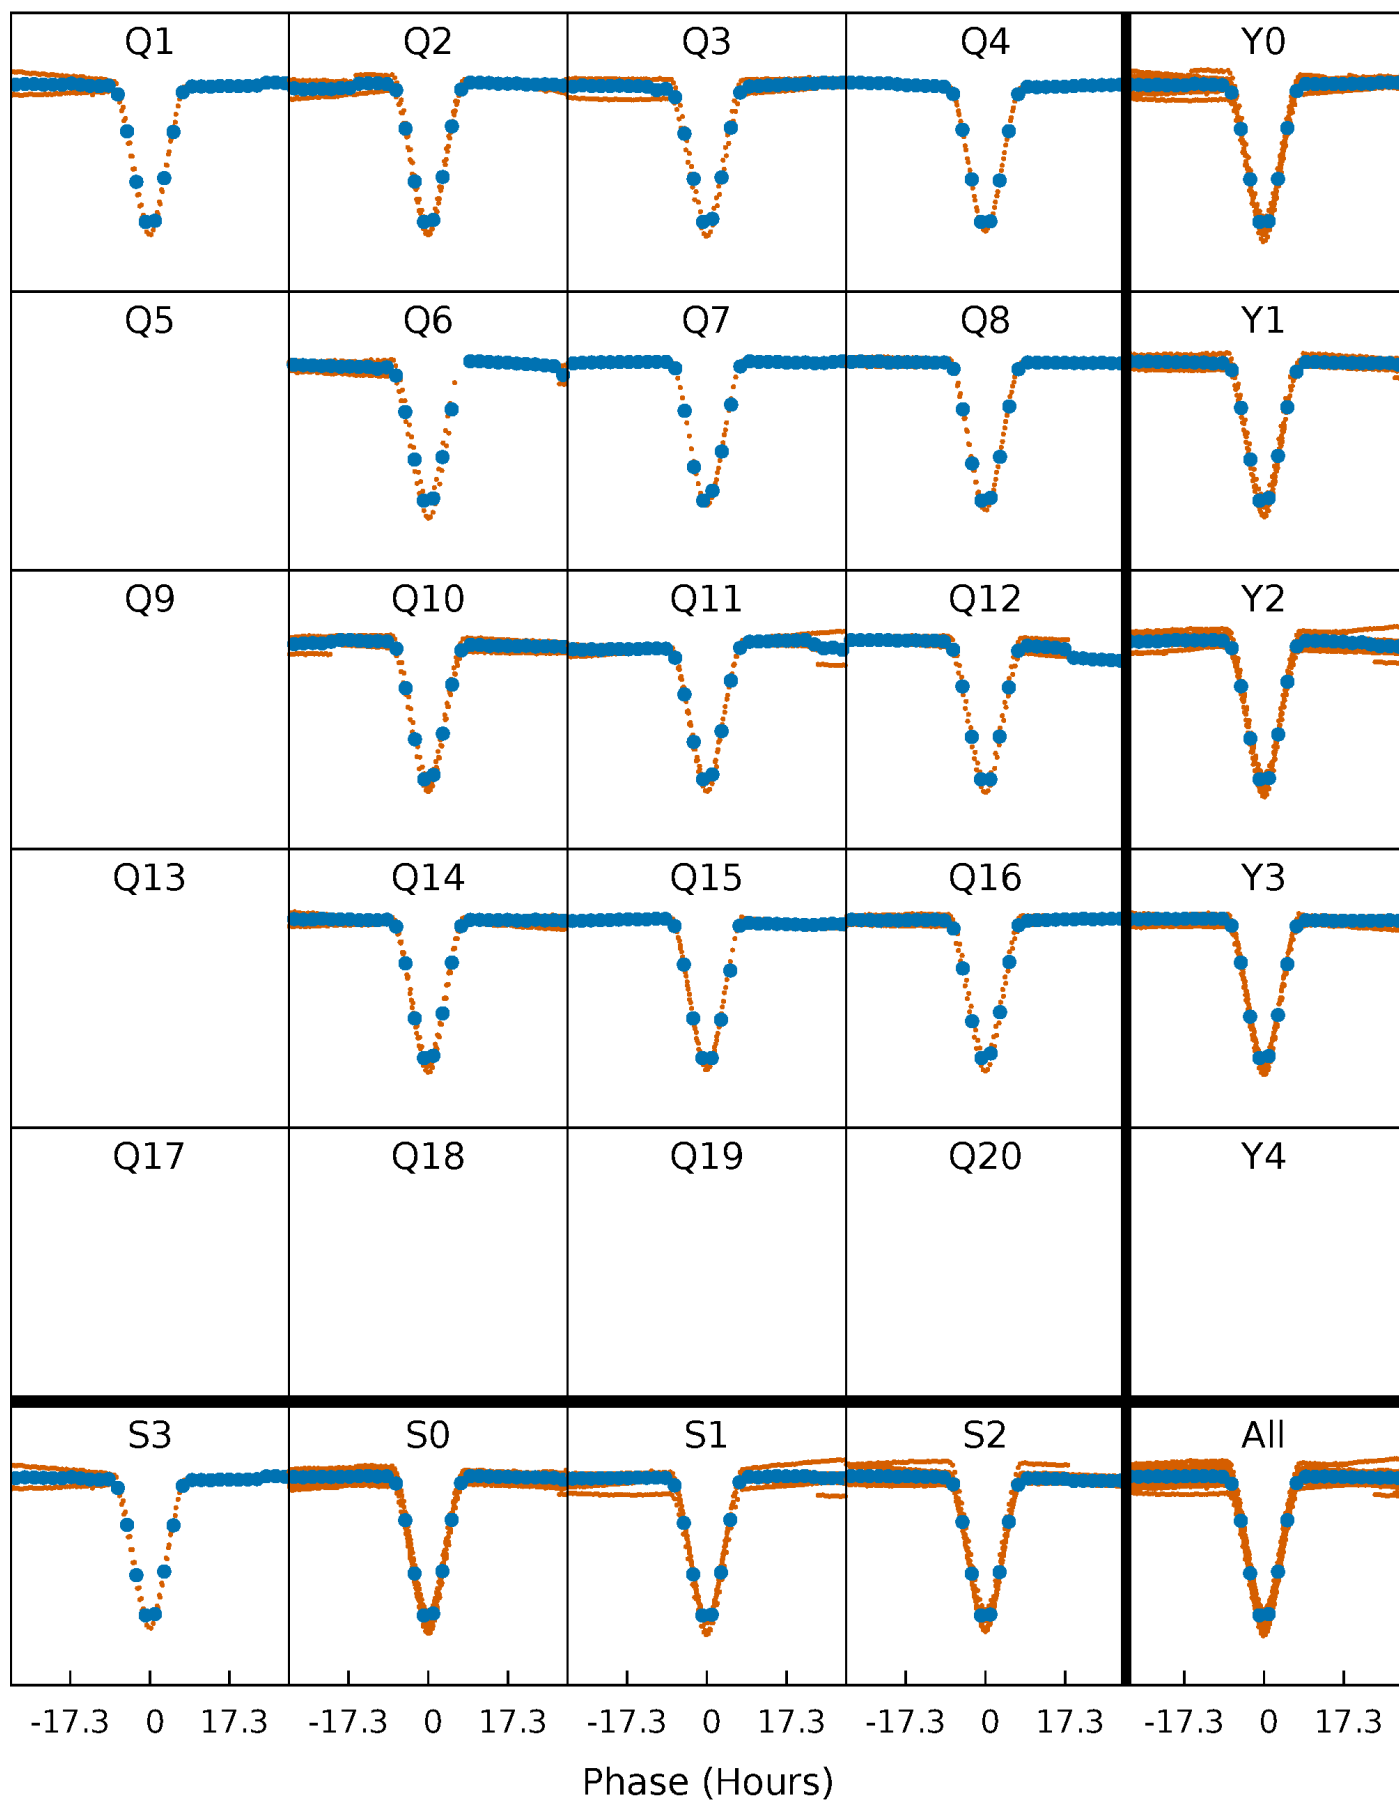 Q1 Q2 Q3 Q4 Y0
Q5 Q6 Q7 Q8 Y1
Q9 Q10 Q11 Q12 Y2
Q13 Q14 Q15 Q16 Y3
Q17 Q18 Q19 Q20 Y4
S3 S0 S1 S2 All
-17.3 0 17.3 -17.3 0 17.3 -17.3 0 17.3 -17.3 0 17.3 -17.3 0 17.3
Phase (Hours)